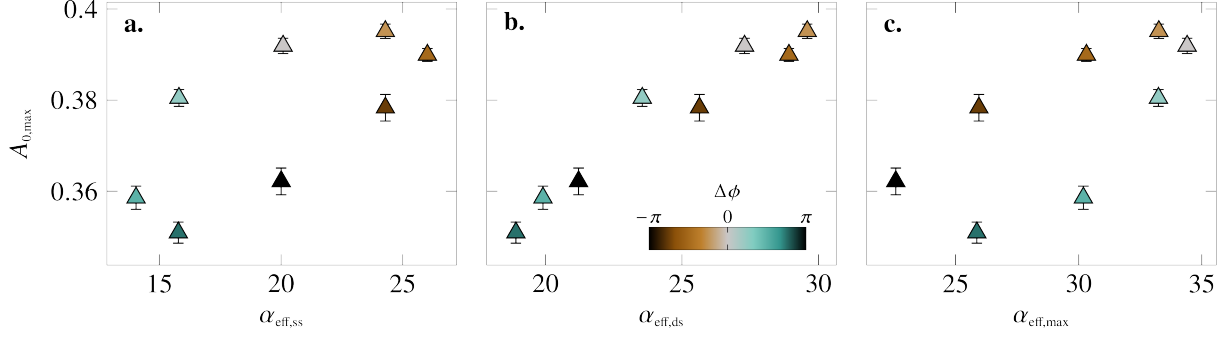 a.
b.
c.
0.4
0.38
0.36
A0,max
Δϕ
−π 0 π
15 20 25
20 25 30
25 30 35
αeff,ss
αeff,ds
αeff,max